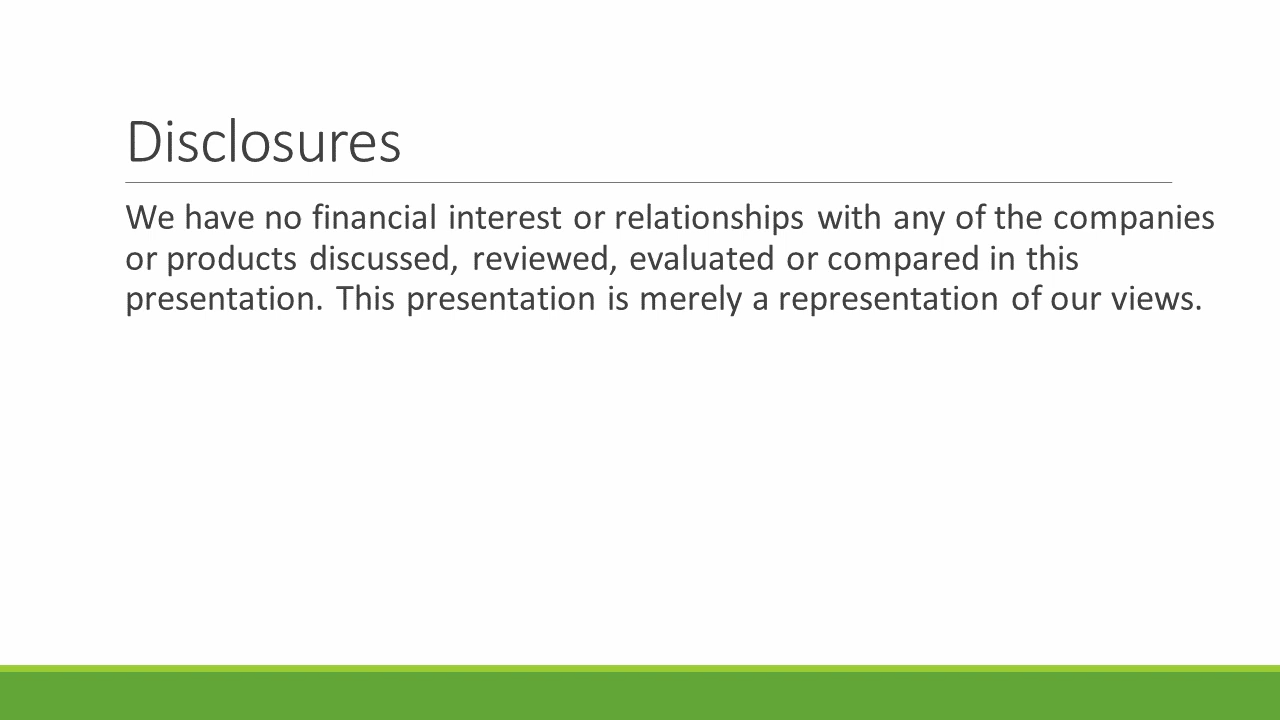 Disclosures
We have no financial interest or relationships with any of the companies
or products discussed, reviewed, evaluated or compared in this
presentation. This presentation is merely a representation of our views.